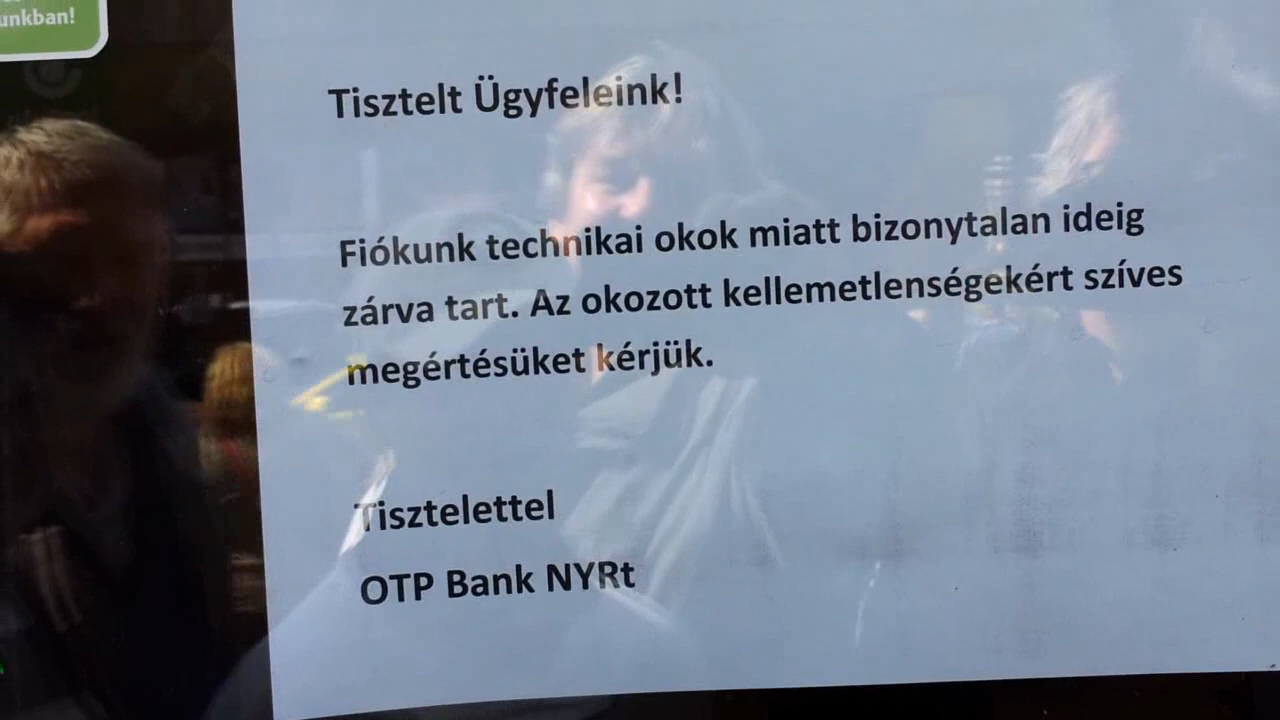 unkban!
Tisztelt Ügyfeleink!
Fiókunk technikai okok miatt bizonytalan ideig
zárva tart. Az okozott kellemetlenségekért szíves
megértésüket kérjük.
Tisztelettel
OTP Bank NYRt